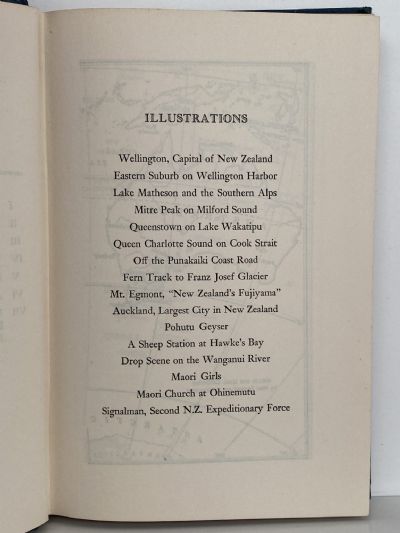 ILLUSTRATIONS
Wellington, Capital of New Zealand
Eastern Suburb on Wellington Harbor
Lake Matheson and the Southern Alps
Mitre Peak on Milford Sound
Queenstown on Lake Wakatipu
Queen Charlotte Sound on Cook Strait
Off the Punakaiki Coast Road
Fern Track to Franz Josef Glacier
Mt. Egmont, "New Zealand's Fujiyama"
Auckland, Largest City in New Zealand
Pohutu Geyser
A Sheep Station at Hawke's Bay
Drop Scene on the Wanganui River
Maori Girls
Maori Church at Ohinemutu
Signalman, Second N.Z. Expeditionary Force